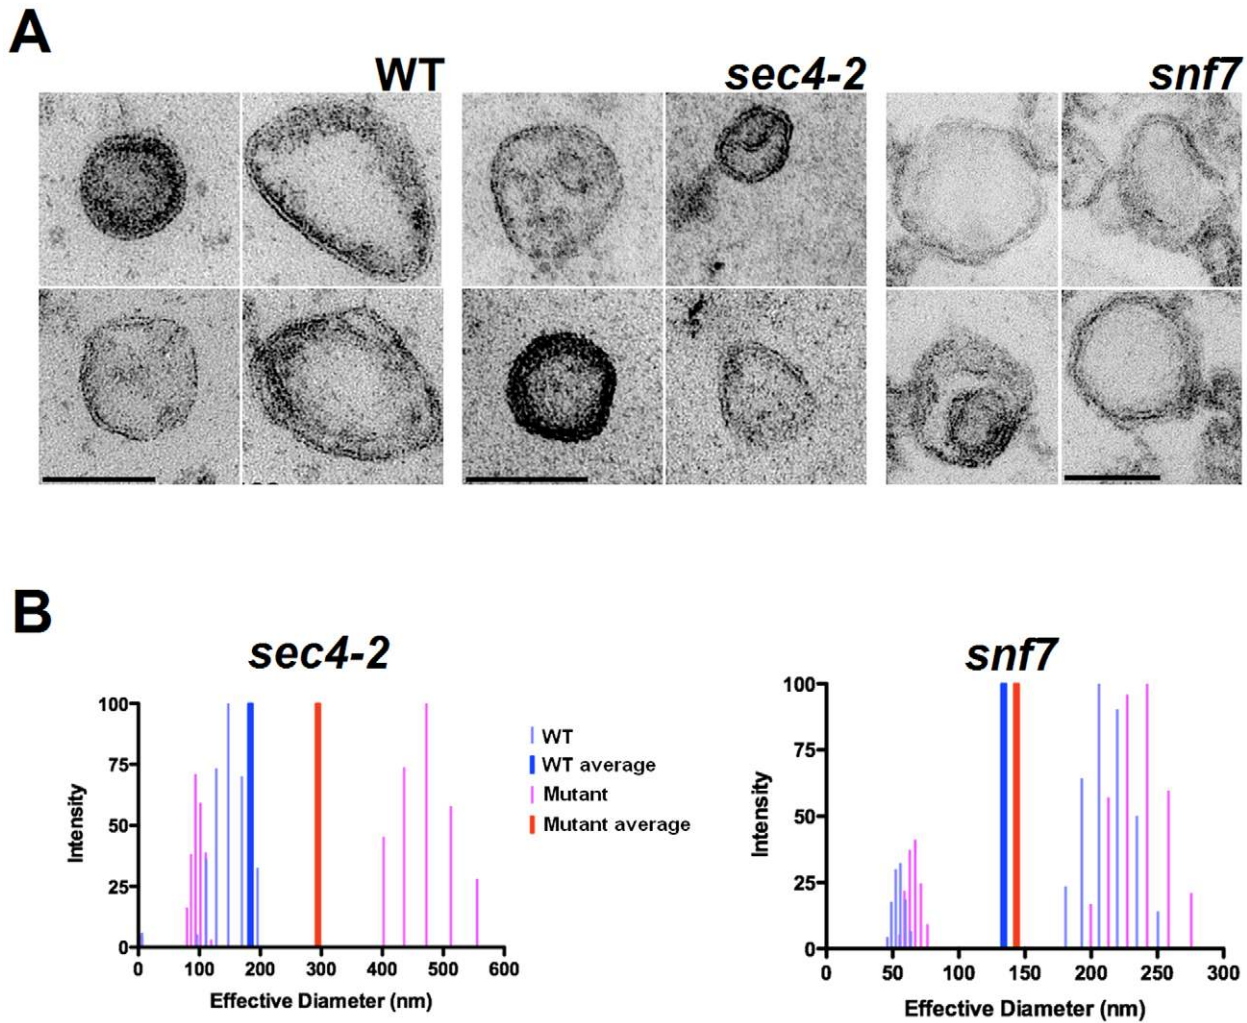 A
WT
sec4-2
snf7
B
sec4-2
100
75
50
25
0
Intensity
0 100 200 300 400 500 600
Effective Diameter (nm)
WT
WT average
Mutant
Mutant average
snf7
100
75
50
25
0
Intensity
0 50 100 150 200 250 300
Effective Diameter (nm)